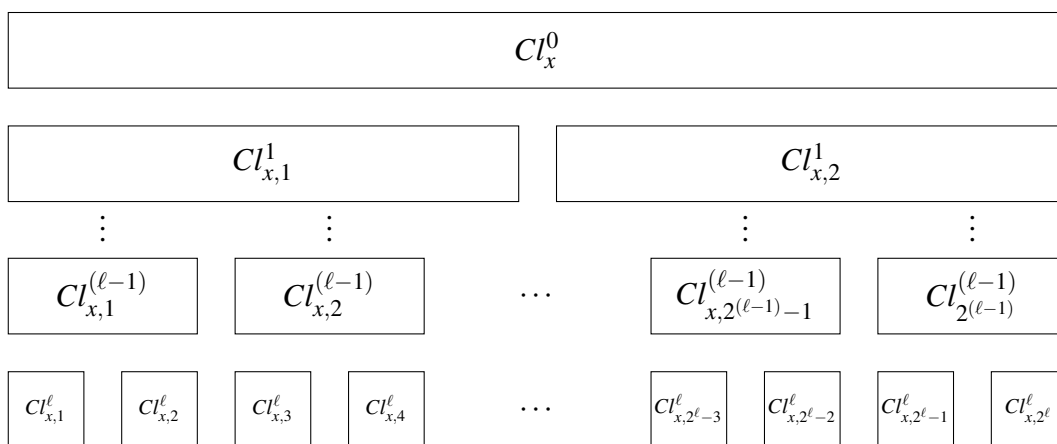 Cl_x^0
Cl_{x,1}^1 Cl_{x,2}^1
⋮ ⋮ ⋮ ⋮
Cl_{x,1}^{(ℓ−1)} Cl_{x,2}^{(ℓ−1)} ⋯ Cl_{x,2^{(ℓ−1)}−1}^{(ℓ−1)} Cl_{2^{(ℓ−1)}}^{(ℓ−1)}
Cl_{x,1}^ℓ Cl_{x,2}^ℓ Cl_{x,3}^ℓ Cl_{x,4}^ℓ ⋯ Cl_{x,2^ℓ−3}^ℓ Cl_{x,2^ℓ−2}^ℓ Cl_{x,2^ℓ−1}^ℓ Cl_{x,2^ℓ}^ℓ